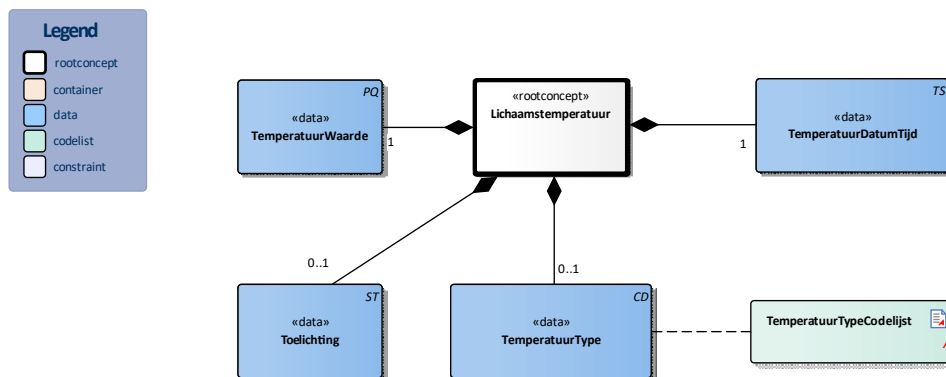 Legend
rootconcept
container
data
codelist
constraint
PQ
«data»
TemperatuurWaarde
1
«rootconcept»
Lichaamstemperatuur
TS
«data»
TemperatuurDatumTijd
1
0..1
0..1
ST
«data»
Toelichting
CD
«data»
TemperatuurType
TemperatuurTypeCodelijst